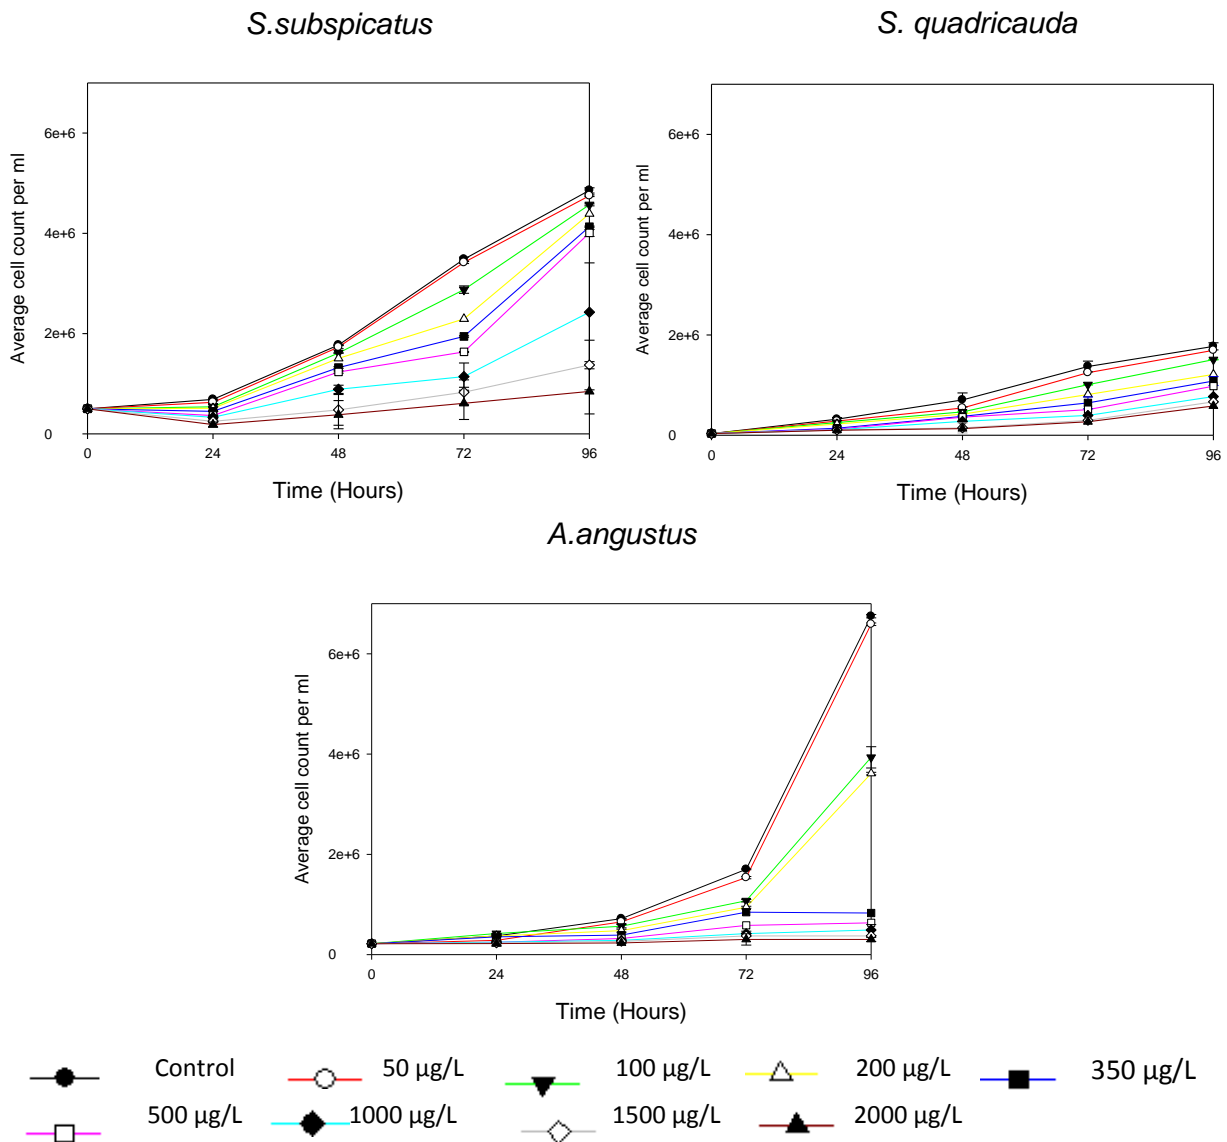 S.subspicatus
S. quadricauda
6e+6
4e+6
2e+6
0
Average cell count per ml
0 24 48 72 96
Time (Hours)
6e+6
4e+6
2e+6
0
Average cell count per ml
0 24 48 72 96
Time (Hours)
A.angustus
6e+6
4e+6
2e+6
0
Average cell count per ml
0 24 48 72 96
Time (Hours)
Control 50 µg/L 100 µg/L 200 µg/L 350 µg/L
500 µg/L 1000 µg/L 1500 µg/L 2000 µg/L